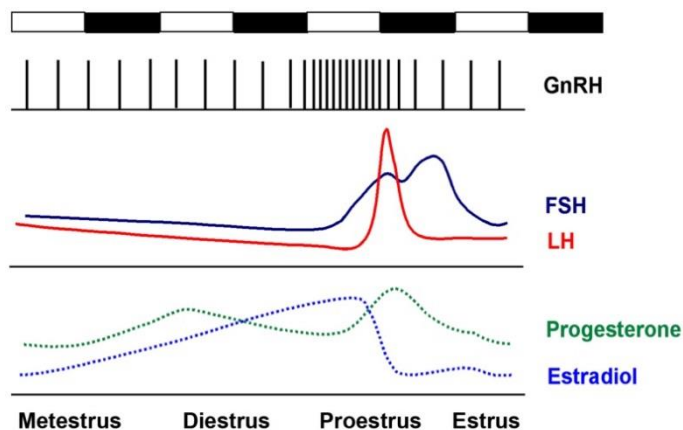 GnRH
FSH
LH
Progesterone
Estradiol
Metestrus Diestrus Proestrus Estrus